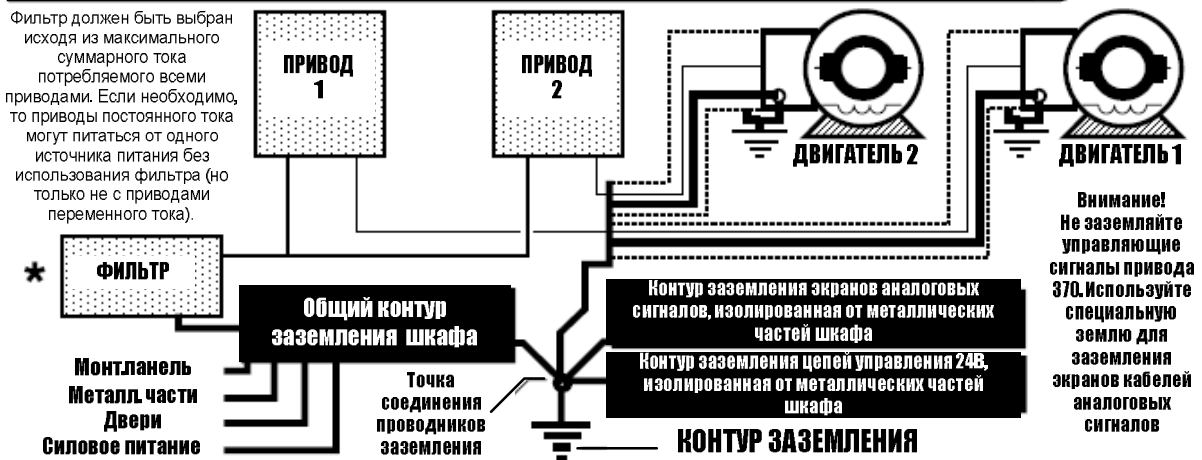 Фильтр должен быть выбран
исходя из максимального
суммарного тока
потребляемого всеми
приводами. Если необходимо,
то приводы постоянного тока
могут питаться от одного
источника питания без
использования фильтра (но
только не с приводами
переменного тока).
ПРИВОД
1
ПРИВОД
2
ДВИГАТЕЛЬ 2
ДВИГАТЕЛЬ 1
* ФИЛЬТР
Общий контур
заземления шкафа
Монт.панель
Металл. части
Двери
Силовое питание
Точка
соединения
проводников
заземления
Контур заземления экранов аналоговых
сигналов, изолированная от металлических
частей шкафа
Контур заземления цепей управления 24В,
изолированная от металлических частей
шкафа
КОНТУР ЗАЗЕМЛЕНИЯ
Внимание!
Не заземляйте
управляющие
сигналы привода
370. Используйте
специальную
землю для
заземления
экранов кабелей
аналоговых
сигналов